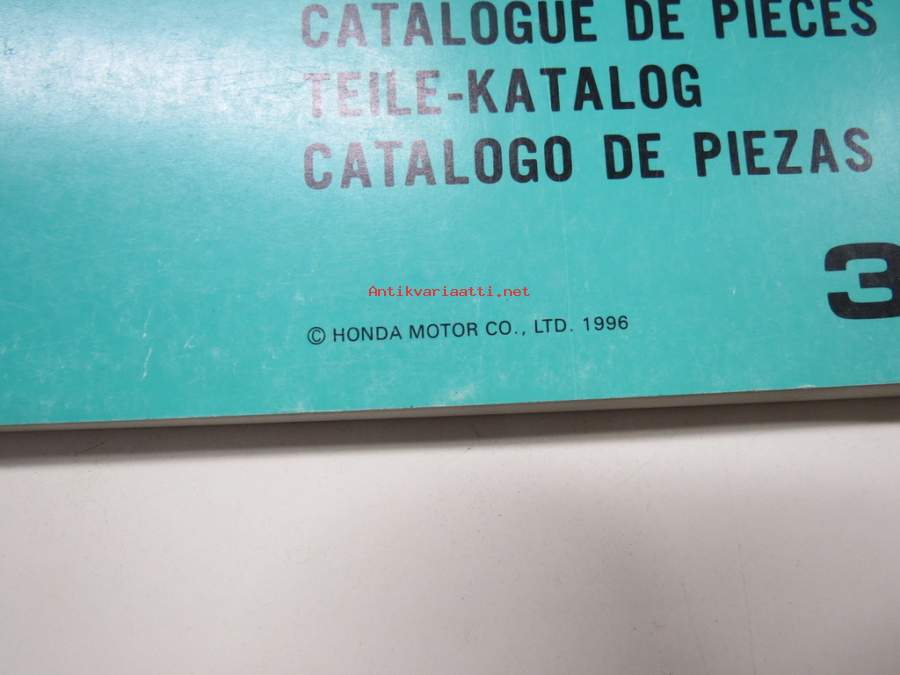 CATALOGUE DE PIECES
TEILE-KATALOG
CATALOGO DE PIEZAS
3
Antikvariaatti.net
© HONDA MOTOR CO., LTD. 1996